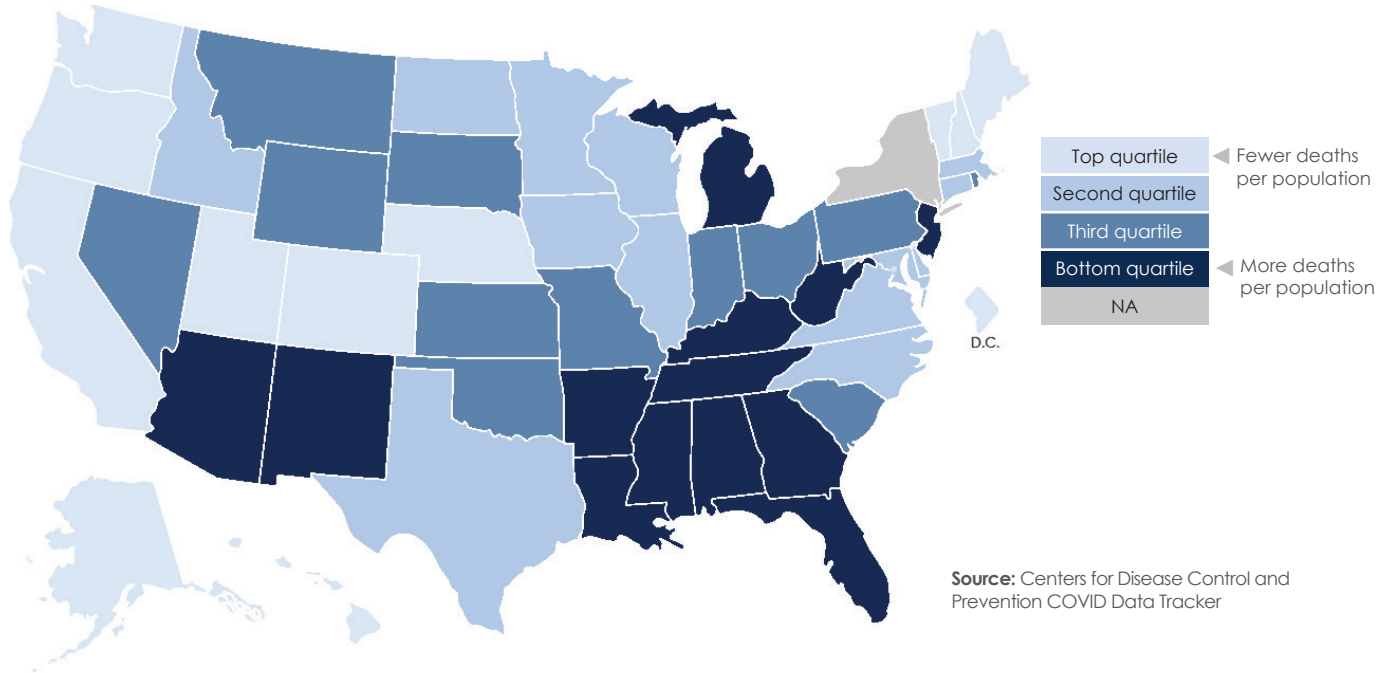 Top quartile
Fewer deaths
per population
Second quartile
Third quartile
Bottom quartile
More deaths
per population
NA
D.C.
Source: Centers for Disease Control and
Prevention COVID Data Tracker